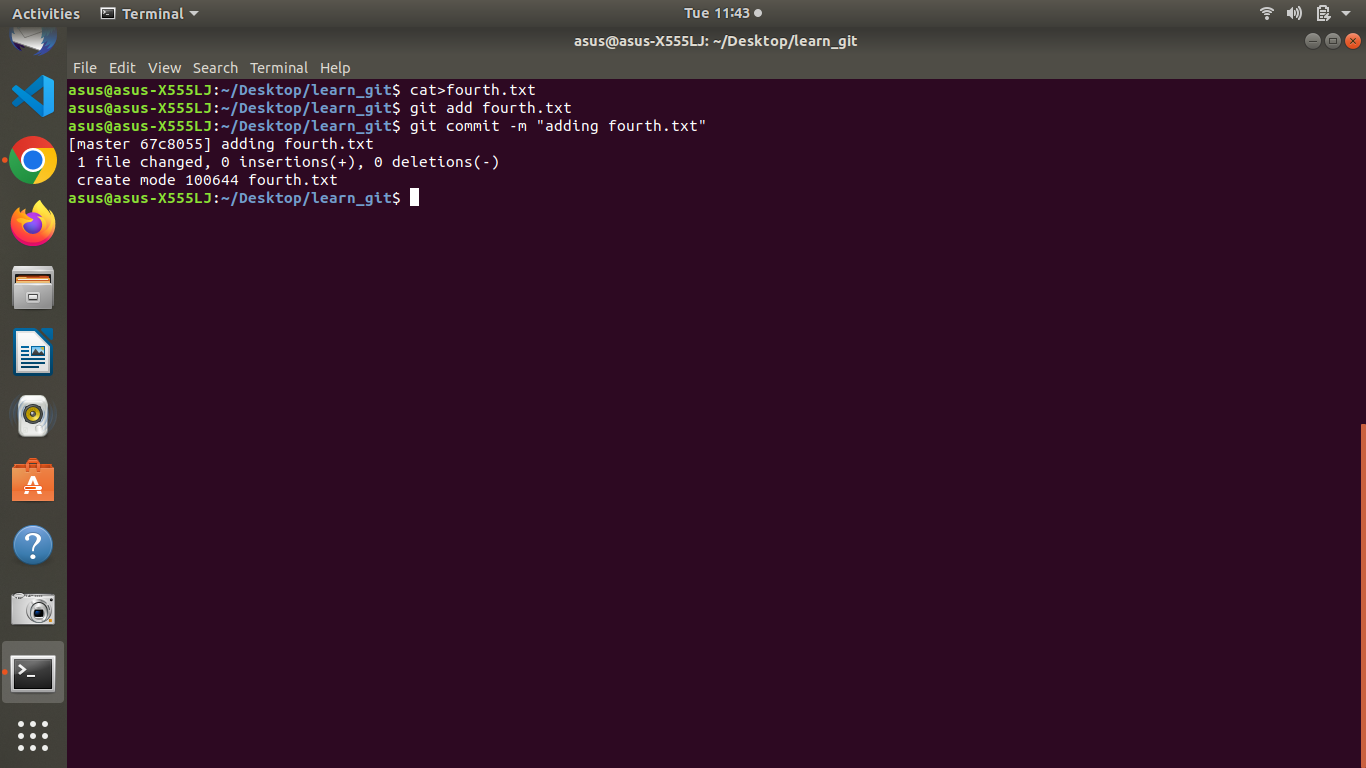 Activities Terminal Tue 11:43
asus@asus-X555LJ: ~/Desktop/learn_git
File Edit View Search Terminal Help
asus@asus-X555LJ:~/Desktop/learn_git$ cat>fourth.txt
asus@asus-X555LJ:~/Desktop/learn_git$ git add fourth.txt
asus@asus-X555LJ:~/Desktop/learn_git$ git commit -m "adding fourth.txt"
[master 67c8055] adding fourth.txt
 1 file changed, 0 insertions(+), 0 deletions(-)
 create mode 100644 fourth.txt
asus@asus-X555LJ:~/Desktop/learn_git$